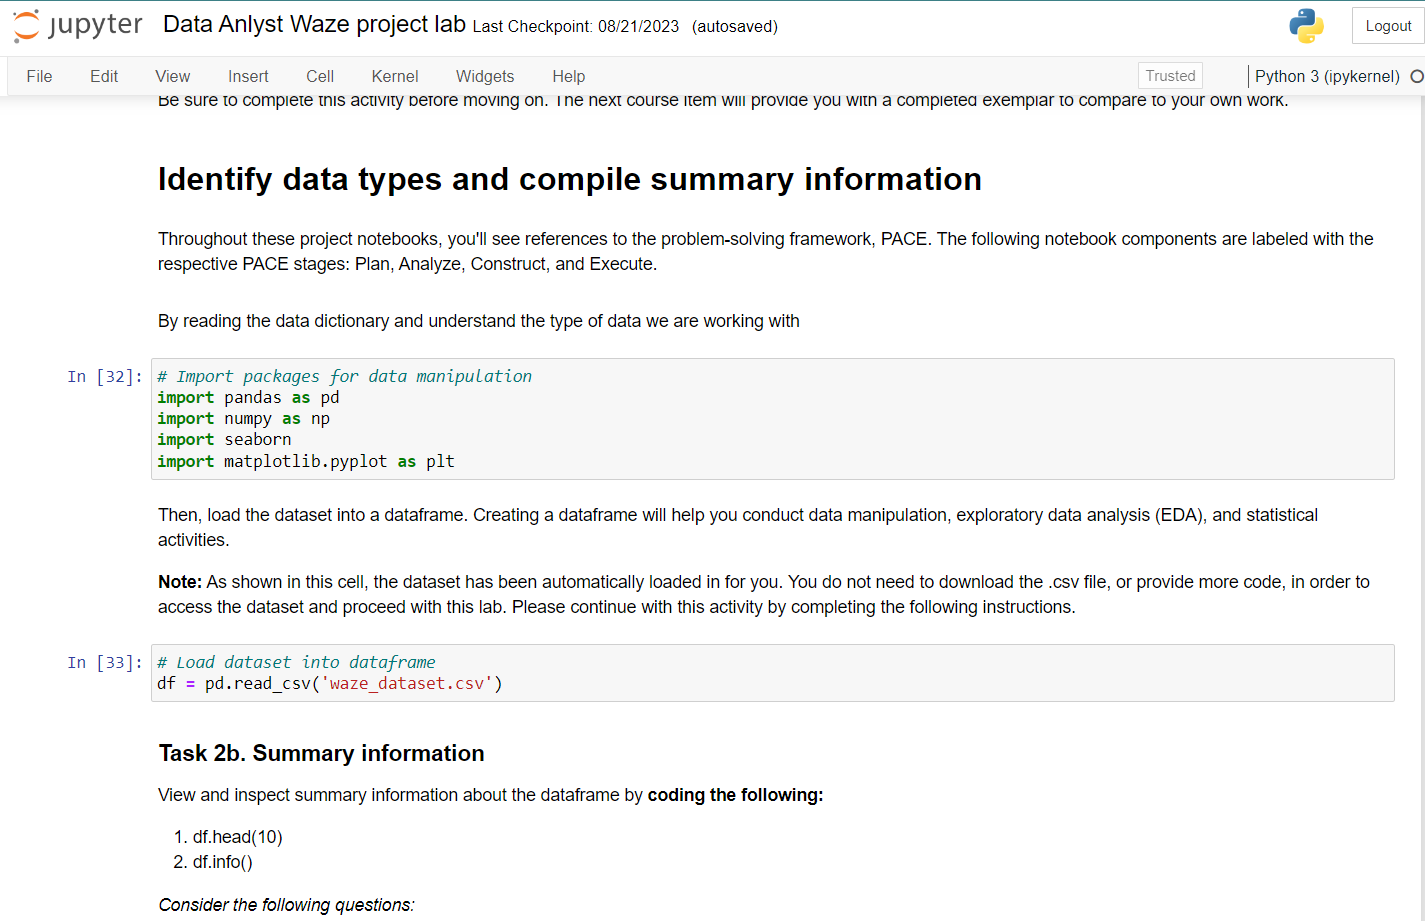 jupyter Data Anlyst Waze project lab Last Checkpoint: 08/21/2023 (autosaved) Logout
File Edit View Insert Cell Kernel Widgets Help Trusted Python 3 (ipykernel)
Be sure to complete this activity before moving on. The next course item will provide you with a completed exemplar to compare to your own work.
Identify data types and compile summary information
Throughout these project notebooks, you'll see references to the problem-solving framework, PACE. The following notebook components are labeled with the
respective PACE stages: Plan, Analyze, Construct, and Execute.
By reading the data dictionary and understand the type of data we are working with
In [32]: # Import packages for data manipulation
import pandas as pd
import numpy as np
import seaborn
import matplotlib.pyplot as plt
Then, load the dataset into a dataframe. Creating a dataframe will help you conduct data manipulation, exploratory data analysis (EDA), and statistical
activities.
Note: As shown in this cell, the dataset has been automatically loaded in for you. You do not need to download the .csv file, or provide more code, in order to
access the dataset and proceed with this lab. Please continue with this activity by completing the following instructions.
In [33]: # Load dataset into dataframe
df = pd.read_csv('waze_dataset.csv')
Task 2b. Summary information
View and inspect summary information about the dataframe by coding the following:
1. df.head(10)
2. df.info()
Consider the following questions: